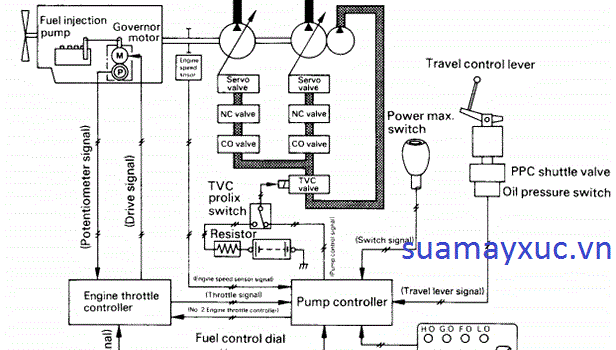 Fuel injection
pump
Governor
motor
M
P
Engine
speed
sensor
Servo
valve
Servo
valve
NC valve
NC valve
CO valve
CO valve
TVC
valve
Travel control lever
Power max.
switch
PPC shuttle valve
Oil pressure switch
(Potentiometer signal)
(Drive signal)
TVC
prolix
switch
Resistor
(Pump control signal)
(Switch signal)
suamayxuc.vn
(Engine speed sensor signal)
(Throttle signal)
(No. 2 Engine throttle controller)
Engine throttle
controller
Pump controller
(Travel lever signal)
Fuel control dial
nal)
HO GO FO LO